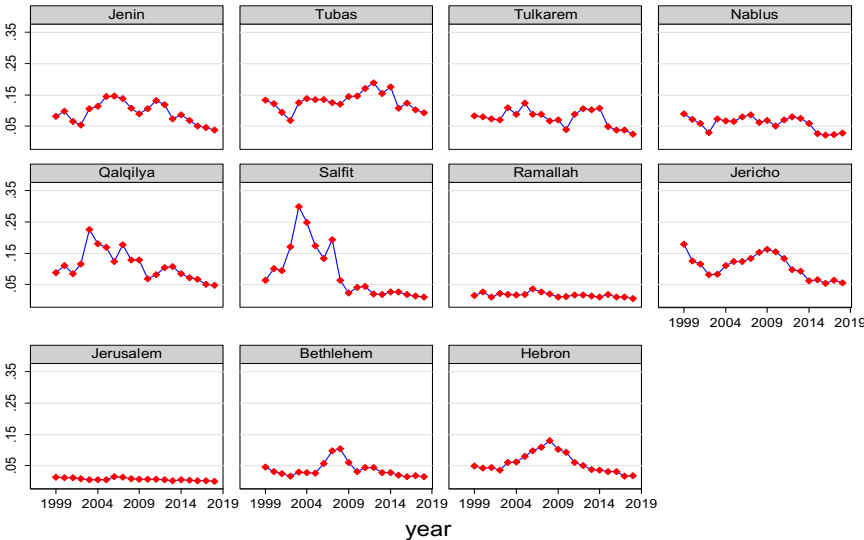 Jenin Tubas Tulkarem Nablus
.35
.25
.15
.05
Qalqilya Salfit Ramallah Jericho
.35
.25
.15
.05
1999 2004 2009 2014 2019
Jerusalem Bethlehem Hebron
.35
.25
.15
.05
1999 2004 2009 2014 2019 1999 2004 2009 2014 2019 1999 2004 2009 2014 2019
year